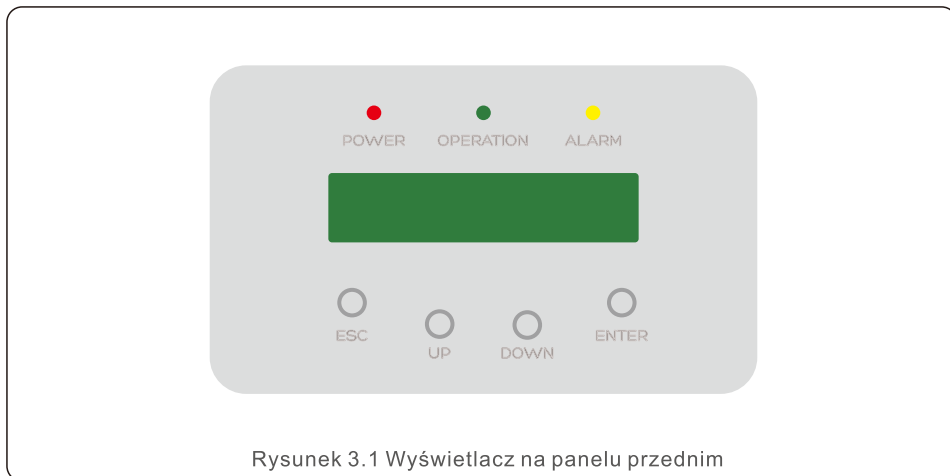 POWER OPERATION ALARM
ESC UP DOWN ENTER
Rysunek 3.1 Wyświetlacz na panelu przednim